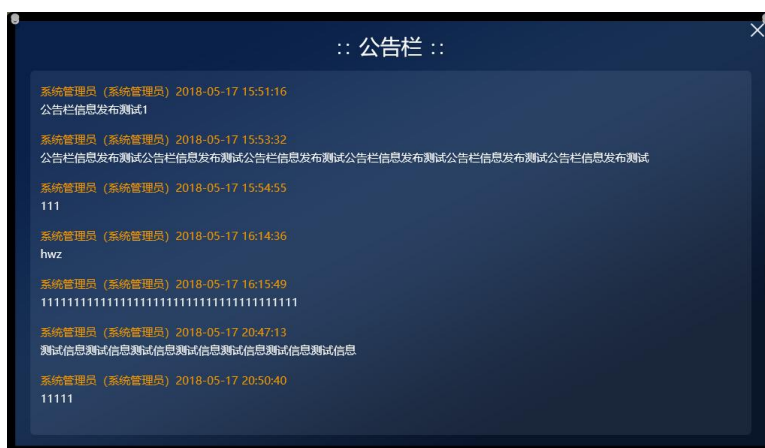 :: 公告栏 ::
系统管理员 (系统管理员) 2018-05-17 15:51:16
公告栏信息发布测试1
系统管理员 (系统管理员) 2018-05-17 15:53:32
公告栏信息发布测试公告栏信息发布测试公告栏信息发布测试公告栏信息发布测试公告栏信息发布测试公告栏信息发布测试
系统管理员 (系统管理员) 2018-05-17 15:54:55
111
系统管理员 (系统管理员) 2018-05-17 16:14:36
hwz
系统管理员 (系统管理员) 2018-05-17 16:15:49
1111111111111111111111111111111111111
系统管理员 (系统管理员) 2018-05-17 20:47:13
测试信息测试信息测试信息测试信息测试信息测试信息测试信息
系统管理员 (系统管理员) 2018-05-17 20:50:40
11111